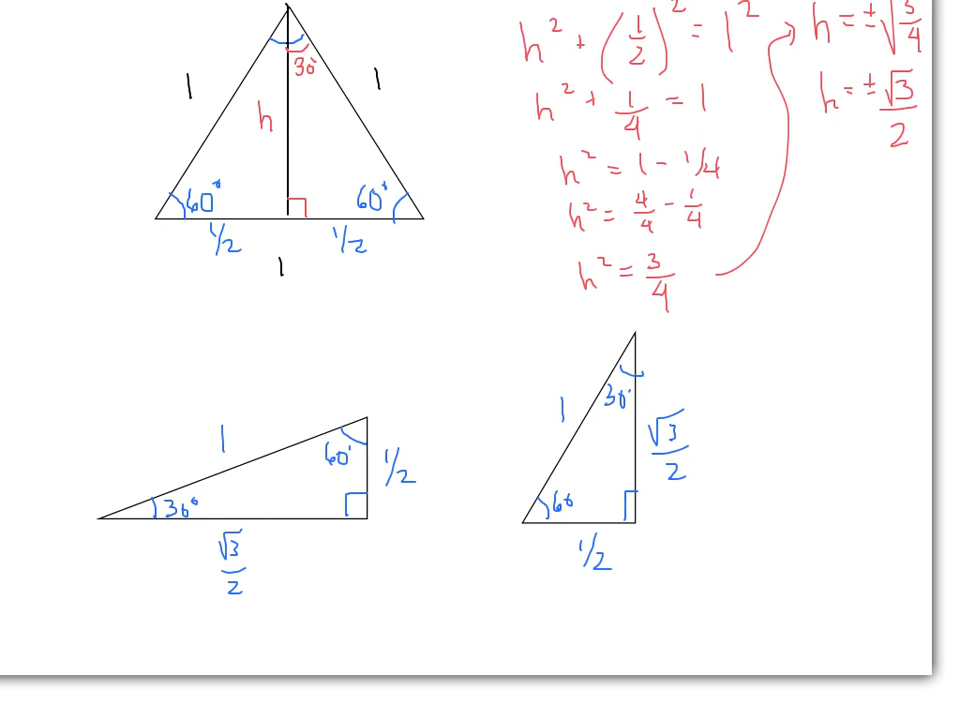 1
1
30°
h
60°
60°
1/2
1/2
1
h² + (1/2)² = 1²
h² + 1/4 = 1
h² = 1 - 1/4
h² = 4/4 - 1/4
h² = 3/4
h = ±√3/4
h = ±√3/2
1
60°
1/2
30°
√3/2
1
30°
√3/2
60
1/2